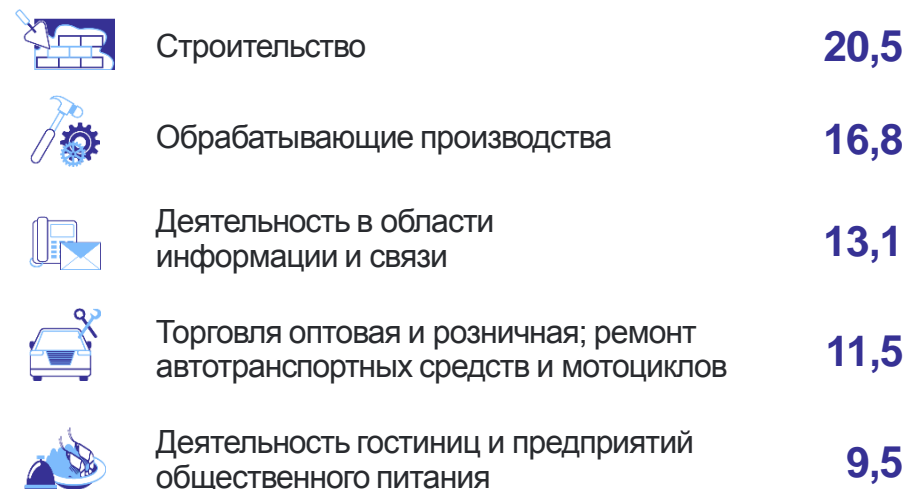 Строительство 20,5
Обрабатывающие производства 16,8
Деятельность в области
информации и связи 13,1
Торговля оптовая и розничная; ремонт
автотранспортных средств и мотоциклов 11,5
Деятельность гостиниц и предприятий
общественного питания 9,5